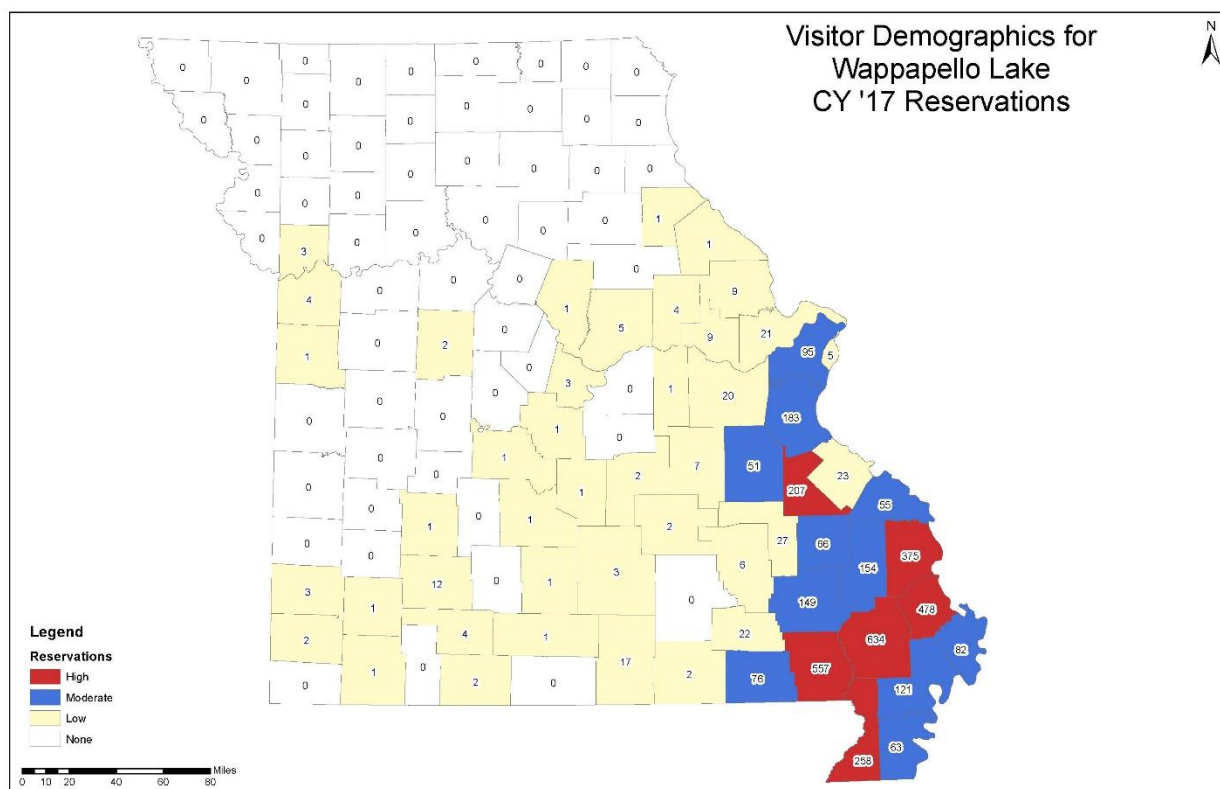 Visitor Demographics for
Wappapello Lake
CY '17 Reservations
N
0 0 0 0 0 0 0 0 0
0 0 0 0 0 0
0 0 0 0 0 0 0
0 0 0 0 0 0
0 0 0 0 0 1
3 0 0 0 1
4 0 0 0 1 5 4 9
1 0 2 0 9 21 95 5
0 0 0 0 0 3 0 1 20 183
0 0 0 1 1 0 7 51 207 23 55
0 0 1 0 1 1 2 2 27 66 154 375
3 1 12 0 1 3 0 6 149 478
2 1 0 4 1 17 22 634 82
0 2 0 2 76 557 121
258 63
Legend
Reservations
High
Moderate
Low
None
0 10 20 40 60 80
Miles